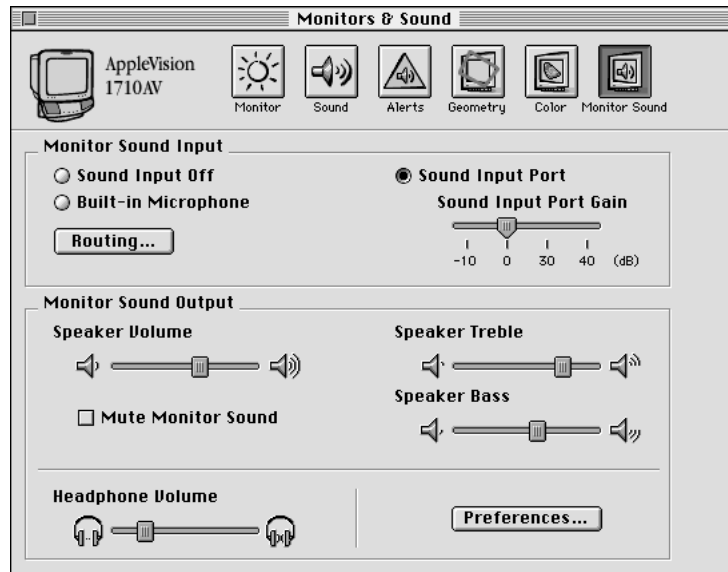 Monitors & Sound
AppleVision
1710AV
Monitor
Sound
Alerts
Geometry
Color
Monitor Sound
Monitor Sound Input
Sound Input Off
Built-in Microphone
Routing...
Sound Input Port
Sound Input Port Gain
-10 0 30 40 (dB)
Monitor Sound Output
Speaker Volume
Mute Monitor Sound
Speaker Treble
Speaker Bass
Headphone Volume
Preferences...